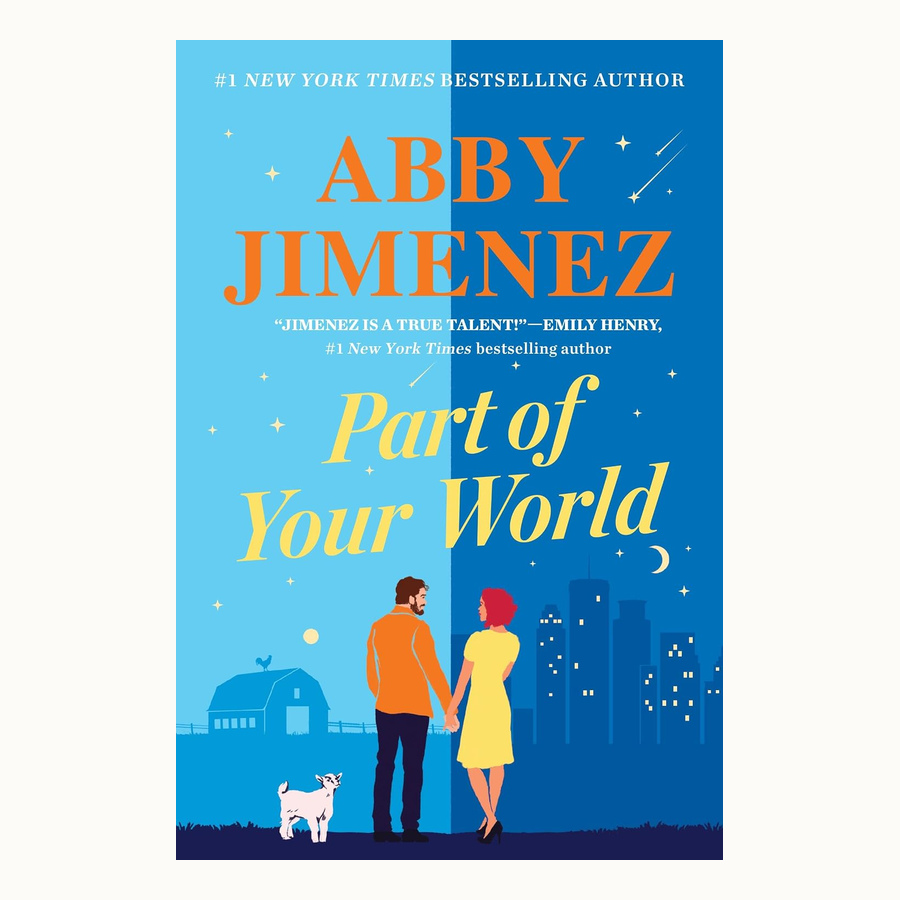 #1 NEW YORK TIMES BESTSELLING AUTHOR
ABBY
JIMENEZ
“JIMENEZ IS A TRUE TALENT!”—EMILY HENRY,
#1 New York Times bestselling author
Part of
Your World